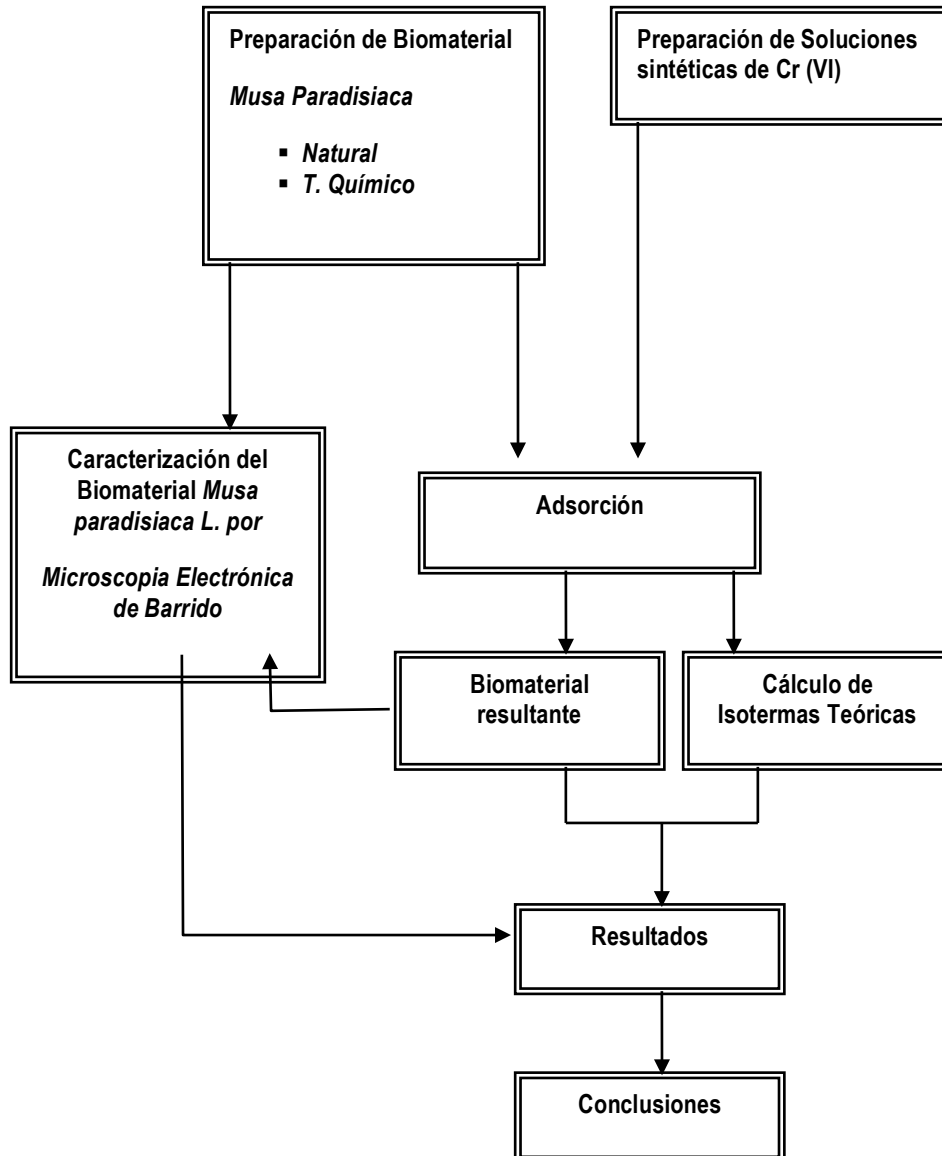 Preparación de Biomaterial
Musa Paradisiaca
▪ Natural
▪ T. Químico
Preparación de Soluciones
sintéticas de Cr (VI)
Caracterización del
Biomaterial Musa
paradisiaca L. por
Microscopia Electrónica
de Barrido
Adsorción
Biomaterial
resultante
Cálculo de
Isotermas Teóricas
Resultados
Conclusiones